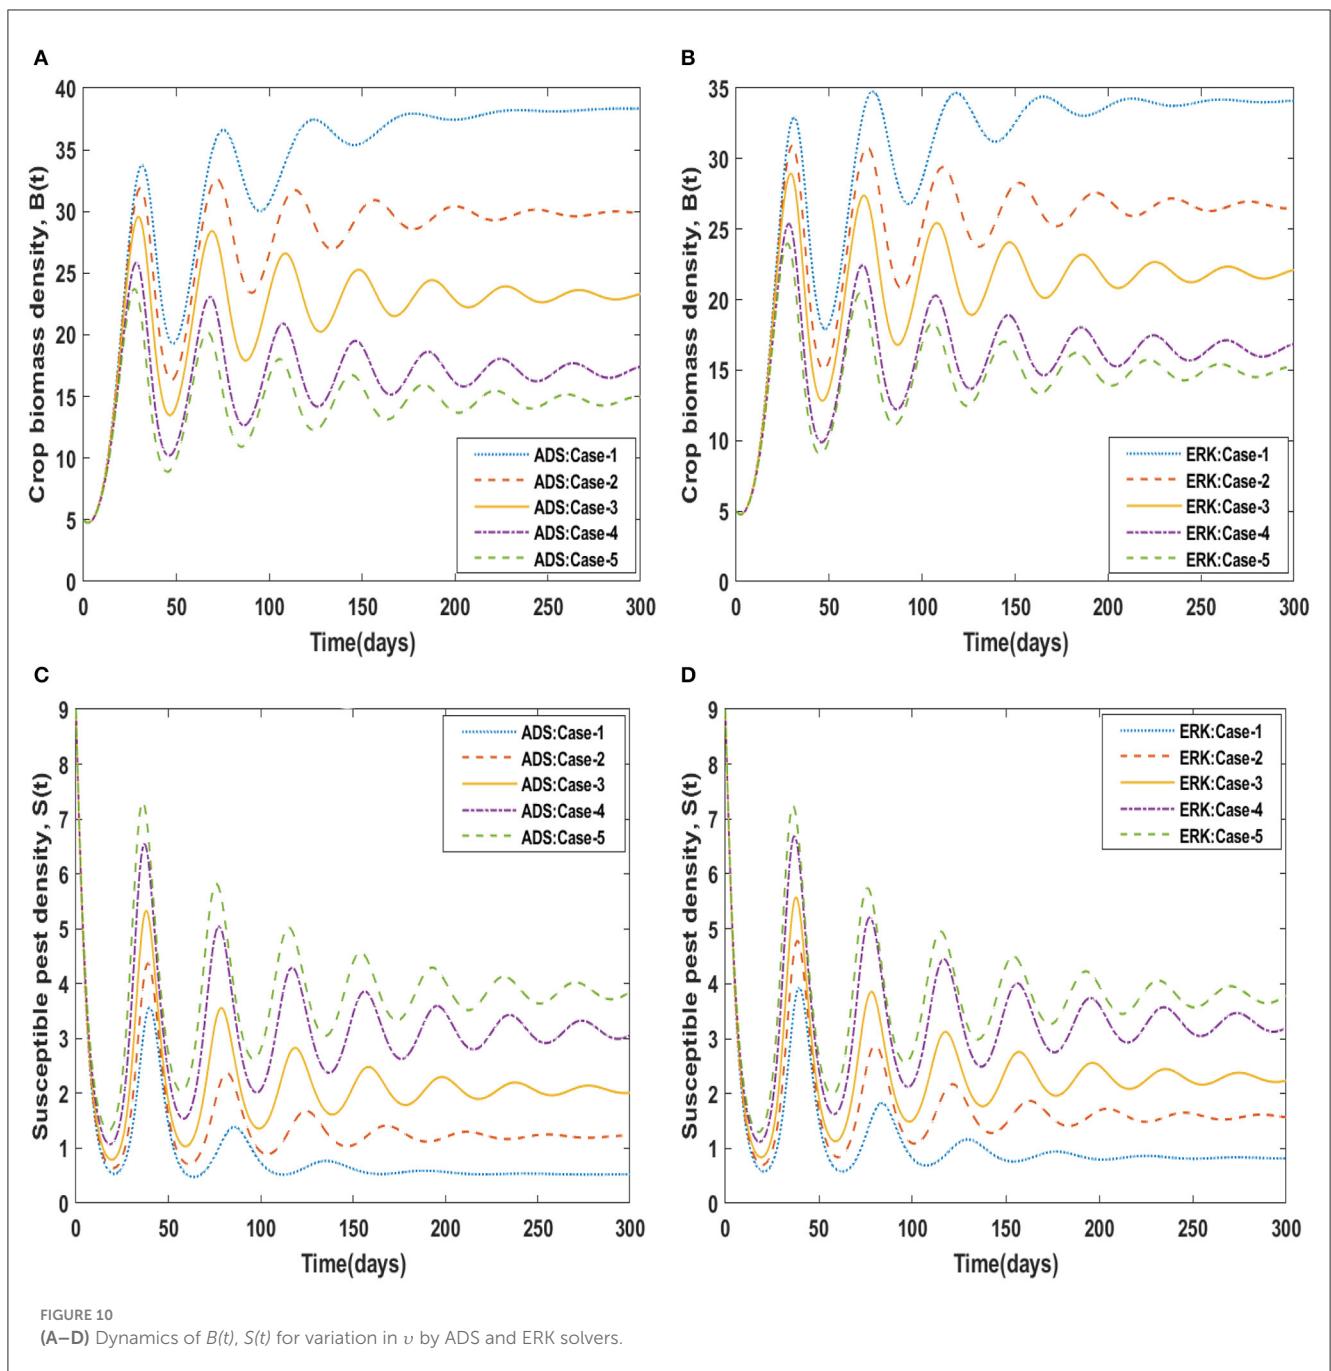 A
Crop biomass density, B(t)
40
35
30
25
20
15
10
5
0
ADS:Case-1
ADS:Case-2
ADS:Case-3
ADS:Case-4
ADS:Case-5
0 50 100 150 200 250 300
Time(days)
B
Crop biomass density, B(t)
35
30
25
20
15
10
5
0
ERK:Case-1
ERK:Case-2
ERK:Case-3
ERK:Case-4
ERK:Case-5
0 50 100 150 200 250 300
Time(days)
C
Susceptible pest density, S(t)
9
8
7
6
5
4
3
2
1
0
ADS:Case-1
ADS:Case-2
ADS:Case-3
ADS:Case-4
ADS:Case-5
0 50 100 150 200 250 300
Time(days)
D
Susceptible pest density, S(t)
9
8
7
6
5
4
3
2
1
0
ERK:Case-1
ERK:Case-2
ERK:Case-3
ERK:Case-4
ERK:Case-5
0 50 100 150 200 250 300
Time(days)
FIGURE 10
(A–D) Dynamics of B(t), S(t) for variation in υ by ADS and ERK solvers.